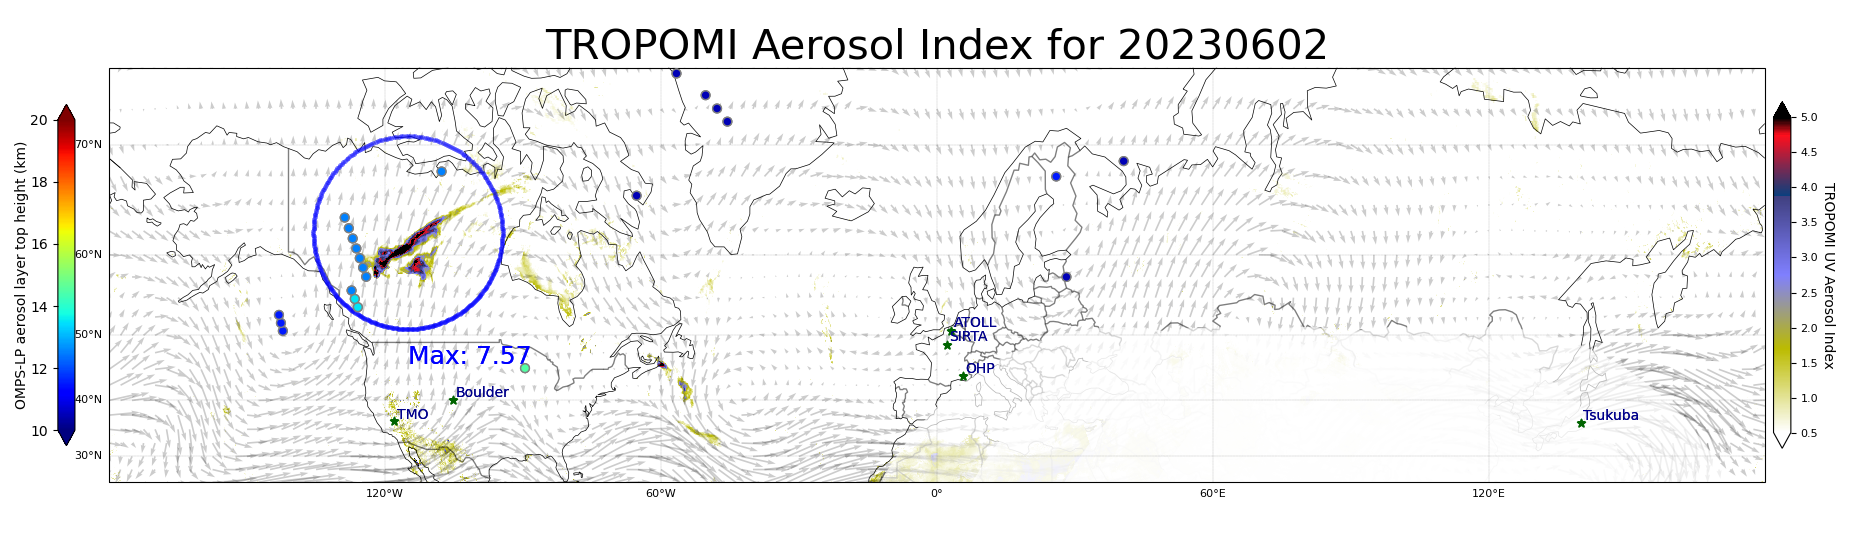 TROPOMI Aerosol Index for 20230602
OMPS-LP aerosol layer top height (km)
20
18
16
14
12
10
70°N
60°N
50°N
40°N
30°N
120°W
60°W
0°
60°E
120°E
Max: 7.57
Boulder
TMO
ATOLL
SIRTA
OHP
Tsukuba
5.0
4.5
4.0
3.5
3.0
2.5
2.0
1.5
1.0
0.5
TROPOMI UV Aerosol Index